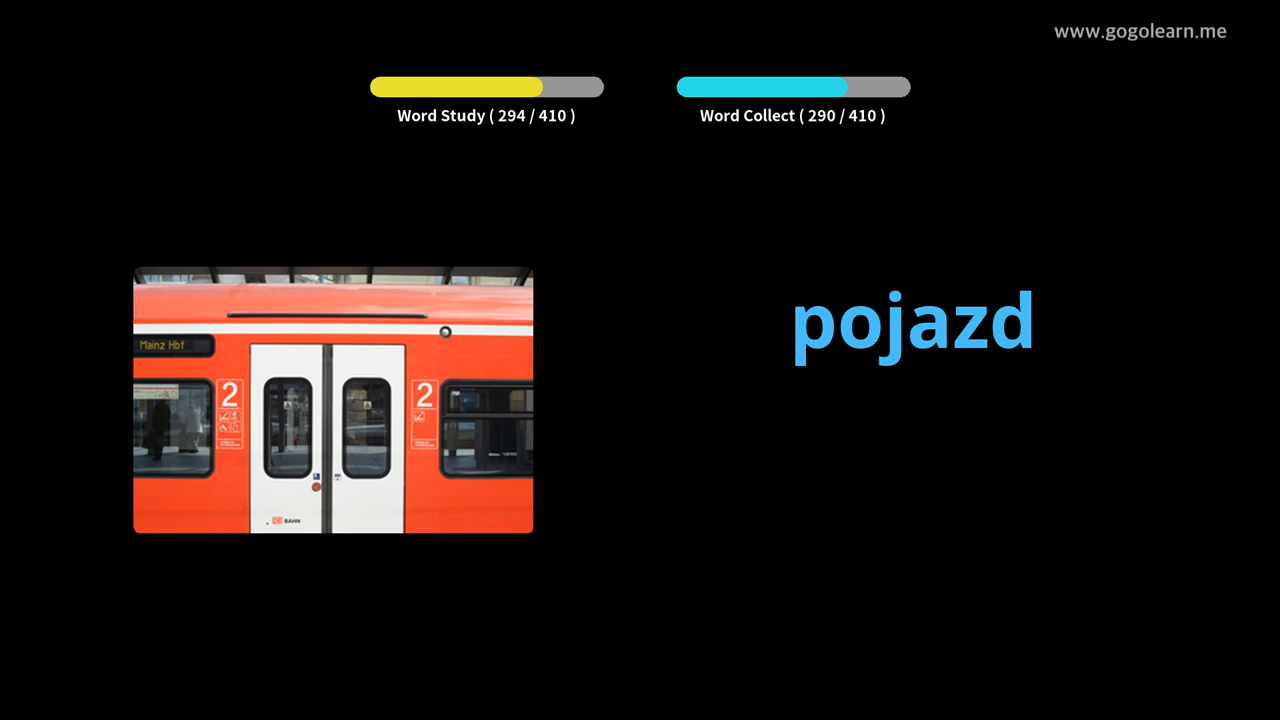 www.gogolearn.me
Word Study ( 294 / 410 )
Word Collect ( 290 / 410 )
pojazd
Mainz Hbf
2
2
DB BAHN